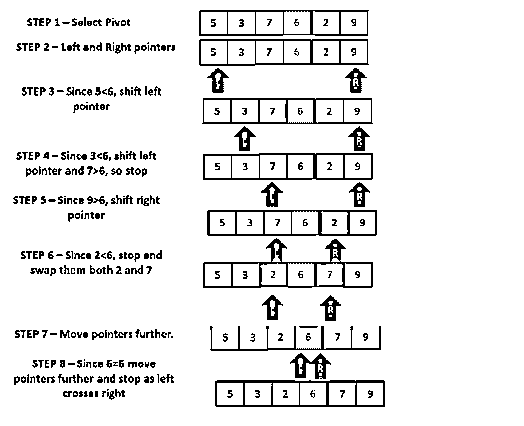 STEP 1 – Select Pivot
5 3 7 6 2 9
STEP 2 – Left and Right pointers
5 3 7 6 2 9
L R
STEP 3 – Since 5<6, shift left
pointer
5 3 7 6 2 9
L R
STEP 4 – Since 3<6, shift left
pointer and 7>6, so stop
5 3 7 6 2 9
L R
STEP 5 – Since 9>6, shift right
pointer
5 3 7 6 2 9
L R
STEP 6 – Since 2<6, stop and
swap them both 2 and 7
5 3 2 6 7 9
L R
STEP 7 – Move pointers further.
5 3 2 6 7 9
L R
STEP 8 – Since 6=6 move
pointers further and stop as left
crosses right
5 3 2 6 7 9